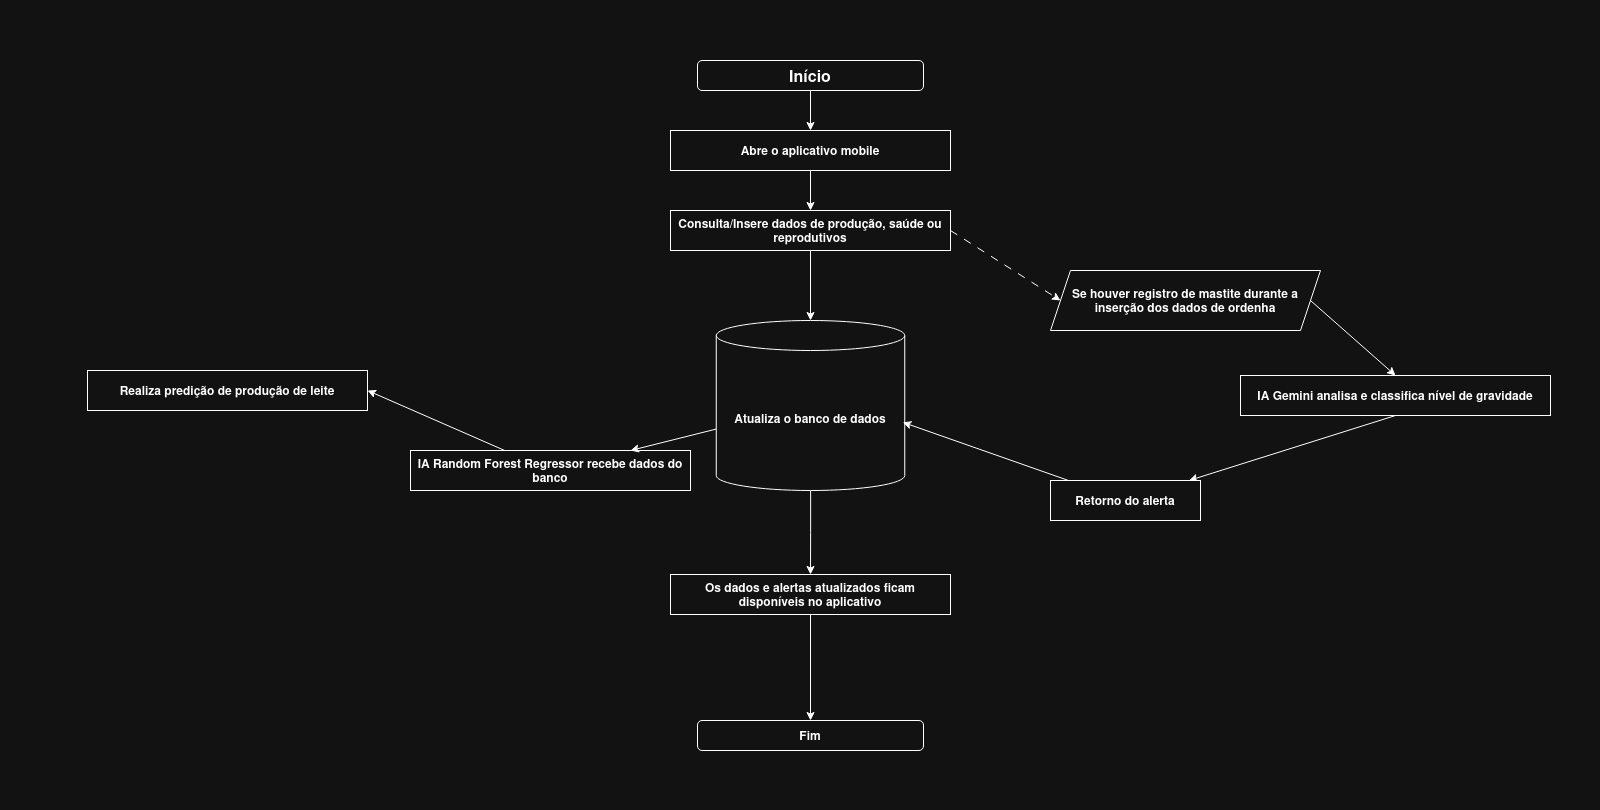 Início
Abre o aplicativo mobile
Consulta/Insere dados de produção, saúde ou
reprodutivos
Se houver registro de mastite durante a
inserção dos dados de ordenha
Realiza predição de produção de leite
IA Gemini analisa e classifica nível de gravidade
Atualiza o banco de dados
IA Random Forest Regressor recebe dados do
banco
Retorno do alerta
Os dados e alertas atualizados ficam
disponíveis no aplicativo
Fim